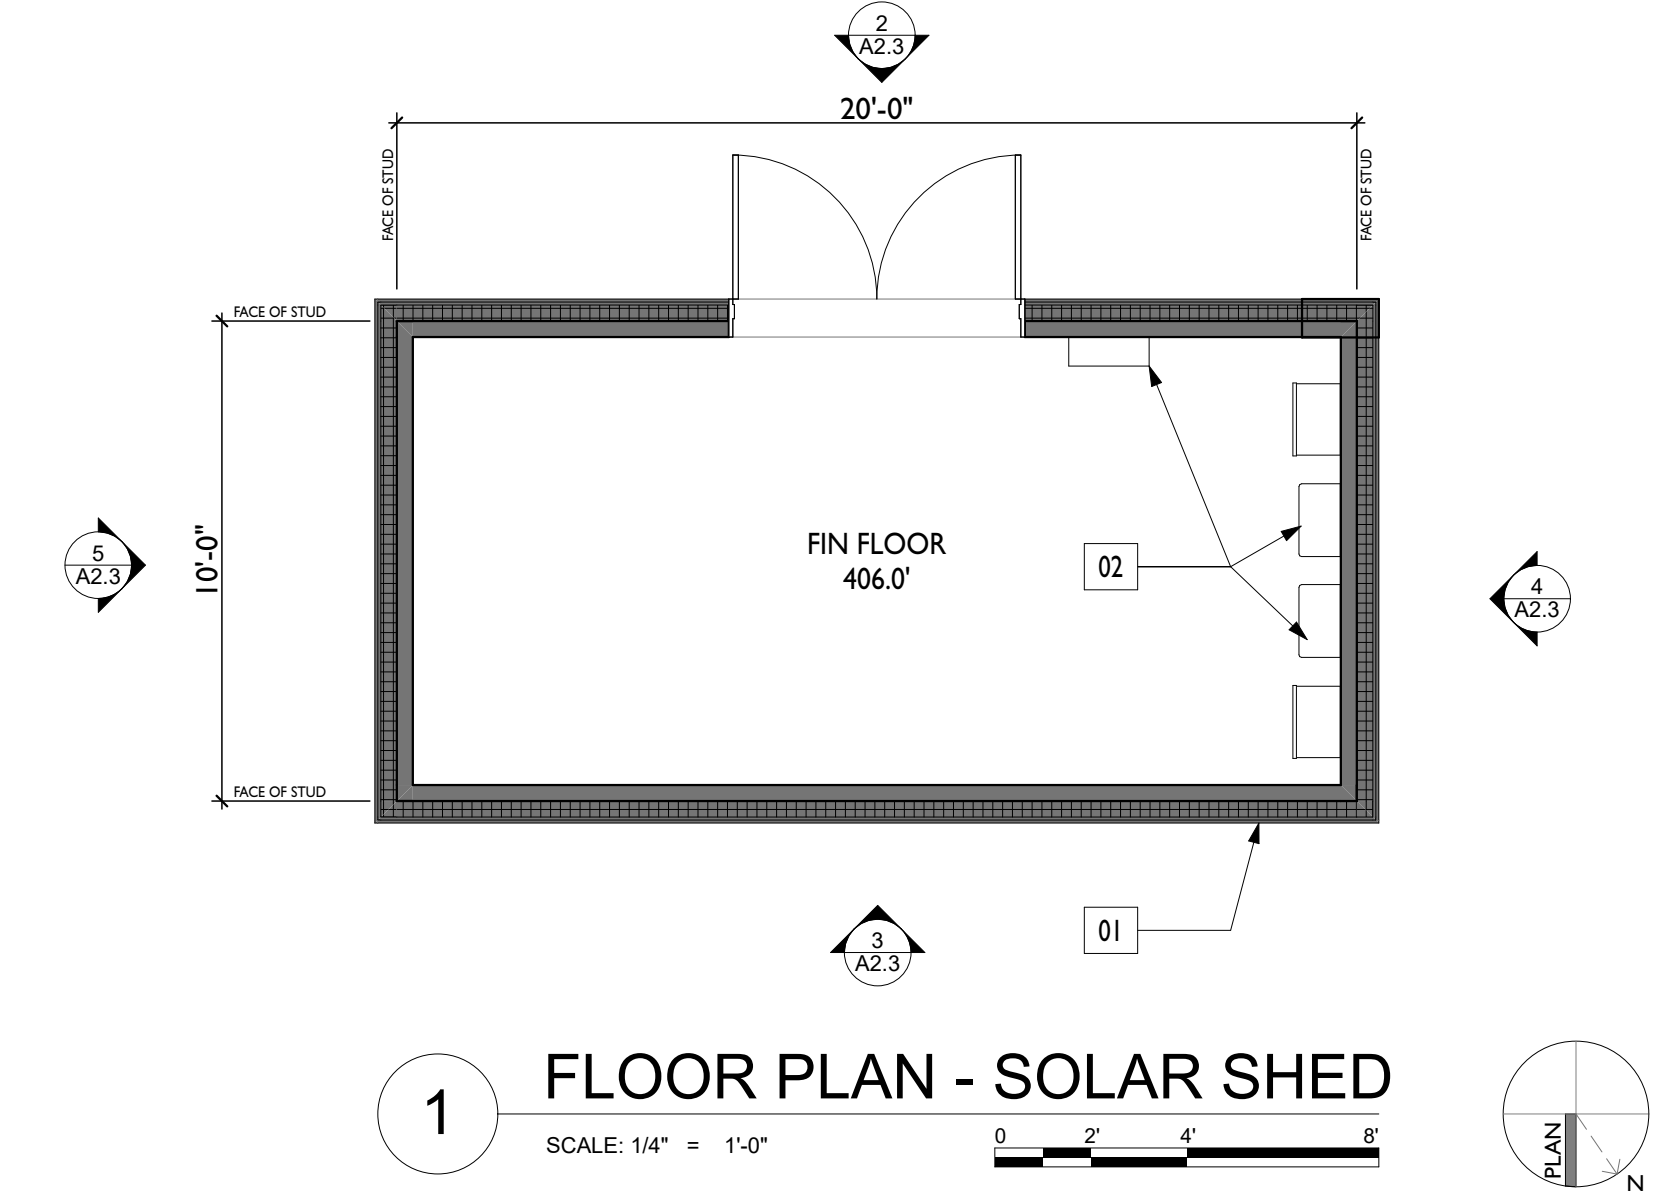 2
A2.3
20'-0"
FACE OF STUD
FACE OF STUD
FACE OF STUD
10'-0"
FIN FLOOR
406.0'
02
5
A2.3
4
A2.3
FACE OF STUD
01
3
A2.3
1
FLOOR PLAN - SOLAR SHED
SCALE: 1/4" = 1'-0"
0 2' 4' 8'
PLAN
N